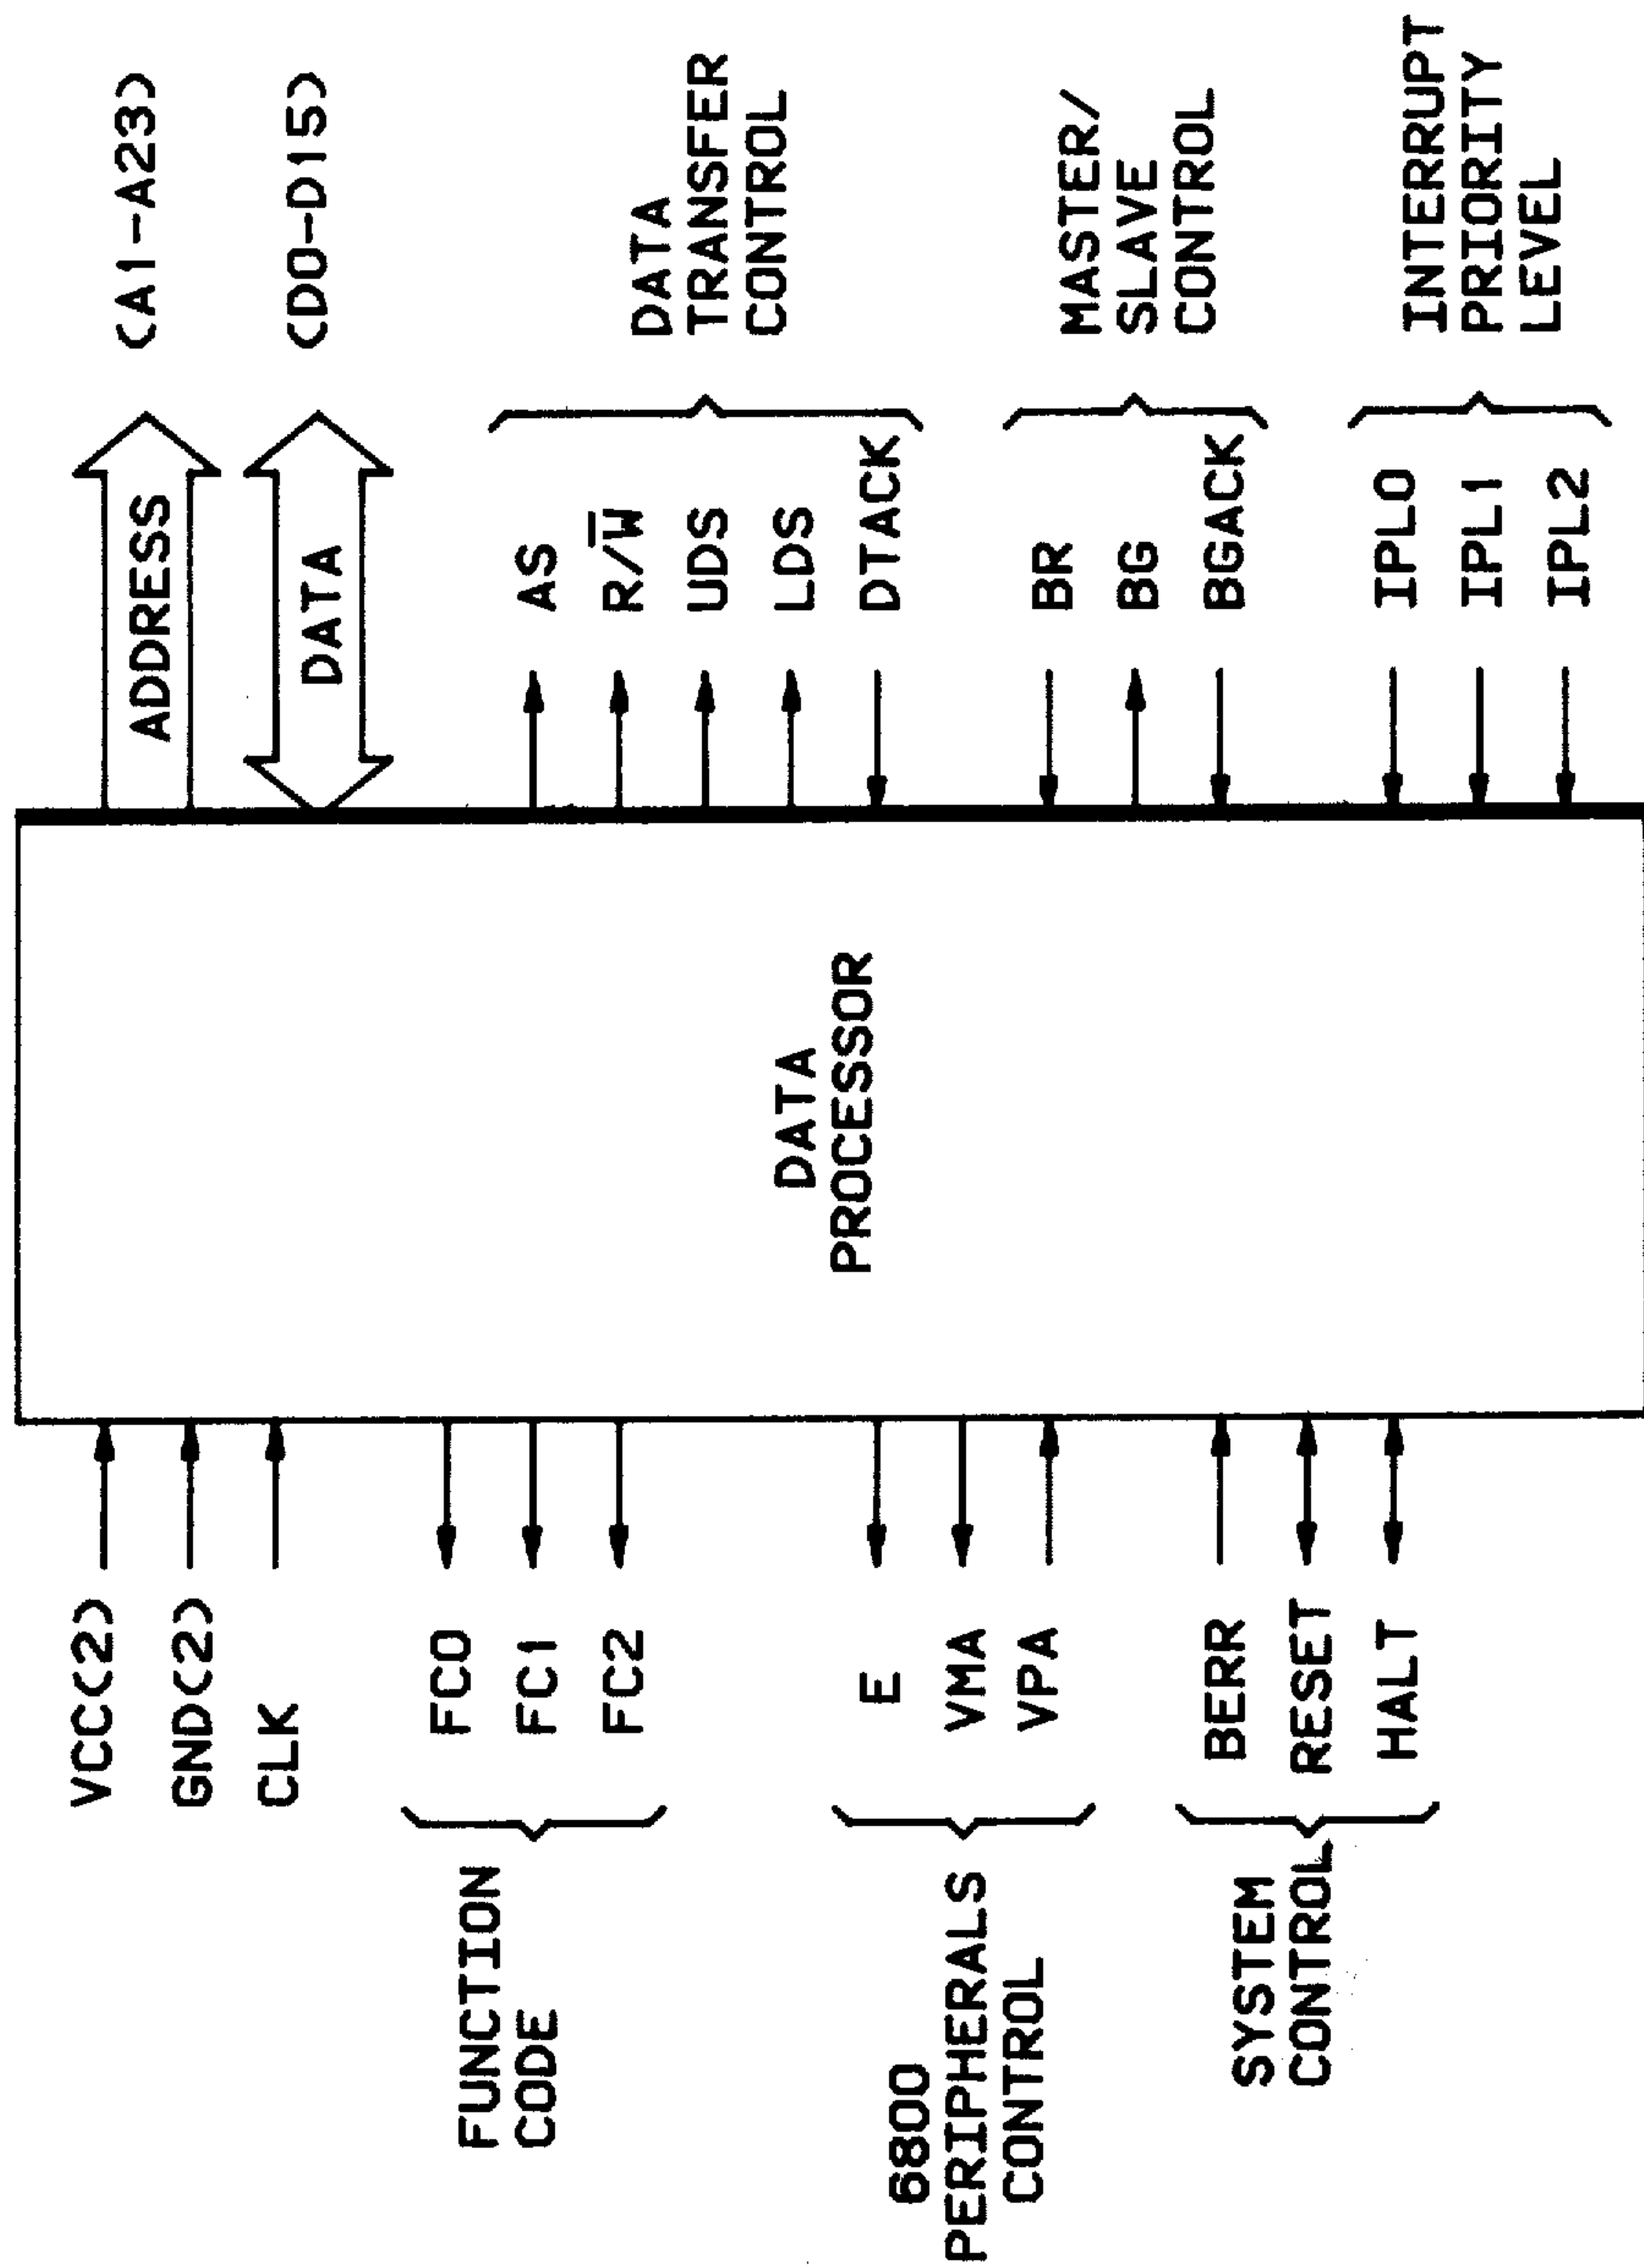 VCC(2)
GND(2)
CLK
FUNCTION
CODE
FC0
FC1
FC2
6800
PERIPHERALS
CONTROL
E
VMA
VPA
SYSTEM
CONTROL
BERR
RESET
HALT
DATA
PROCESSOR
ADDRESS
(A1-A23)
DATA
(D0-D15)
AS
R/W̅
UDS
LDS
DTACK
DATA
TRANSFER
CONTROL
BR
BG
BGACK
MASTER/
SLAVE
CONTROL
IPL0
IPL1
IPL2
INTERRUPT
PRIORITY
LEVEL